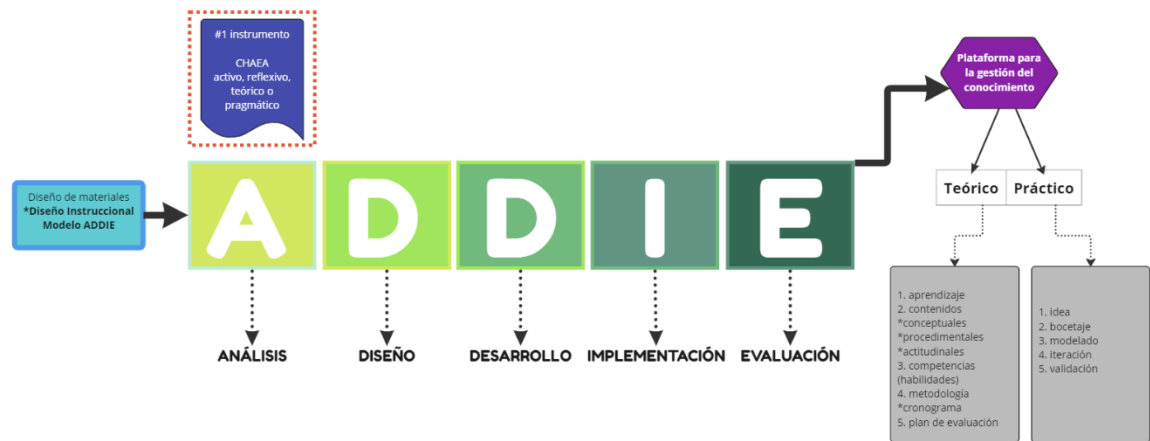 #1 instrumento
CHAEA
activo, reflexivo,
teórico o
pragmático
Diseño de materiales
*Diseño Instruccional
Modelo ADDIE
A D D I E
ANÁLISIS DISEÑO DESARROLLO IMPLEMENTACIÓN EVALUACIÓN
Plataforma para
la gestión del
conocimiento
Teórico Práctico
1. aprendizaje
2. contenidos
*conceptuales
*procedimentales
*actitudinales
3. competencias
(habilidades)
4. metodología
*cronograma
5. plan de evaluación
1. idea
2. bocetaje
3. modelado
4. iteración
5. validación